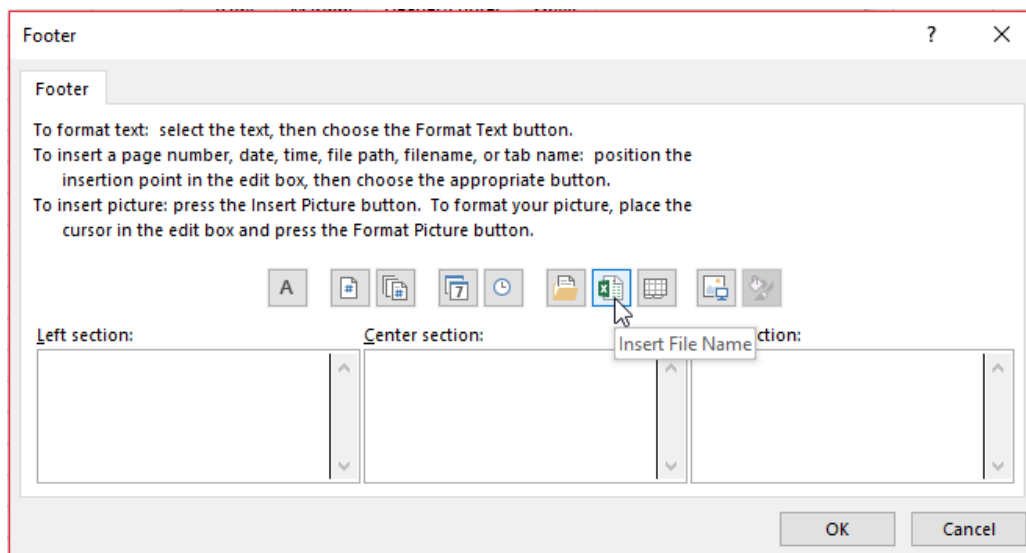 Footer
?
Footer
To format text: select the text, then choose the Format Text button.
To insert a page number, date, time, file path, filename, or tab name: position the
insertion point in the edit box, then choose the appropriate button.
To insert picture: press the Insert Picture button. To format your picture, place the
cursor in the edit box and press the Format Picture button.
A # # 7
Left section: Center section: ction:
Insert File Name
OK Cancel